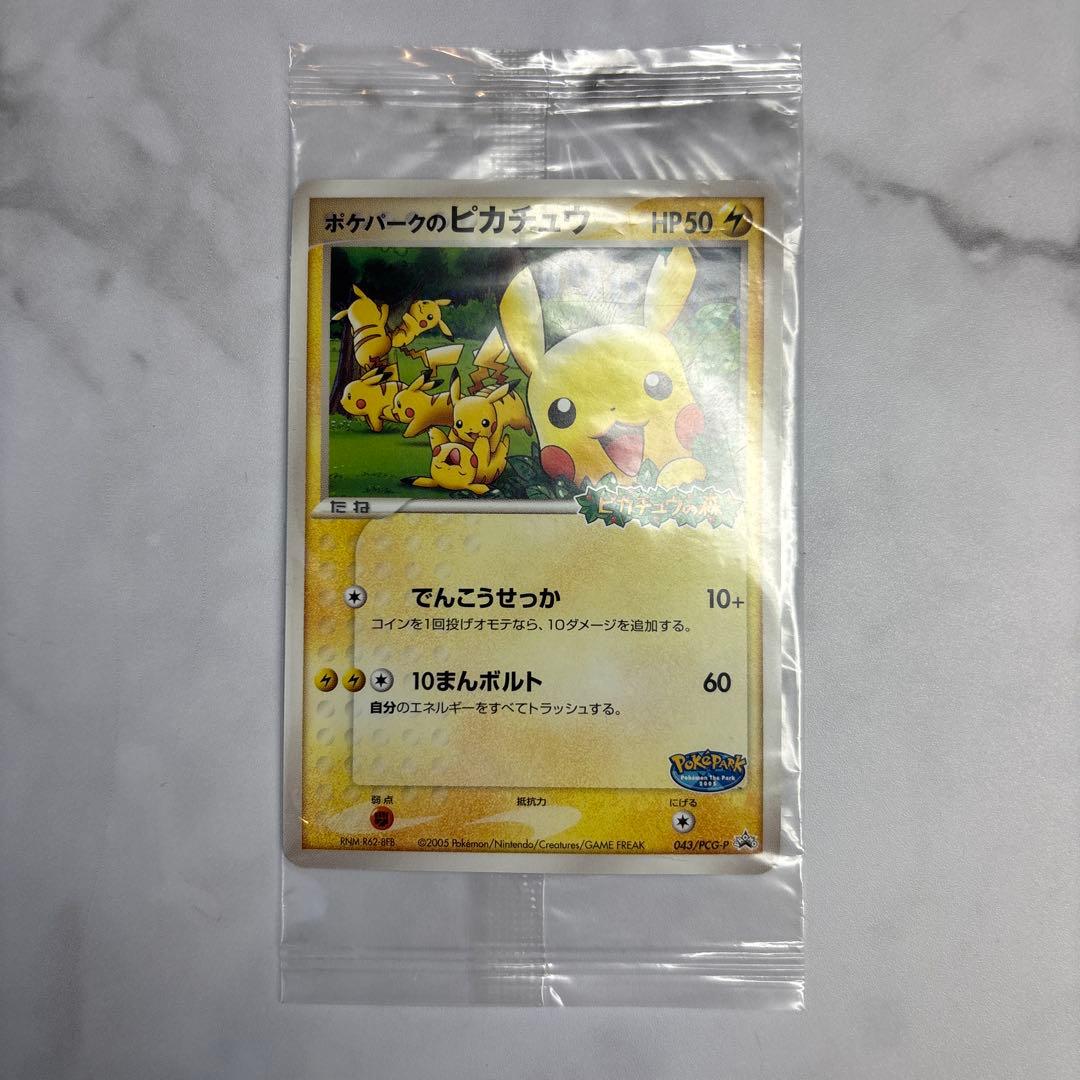 ポケパークのピカチュウ HP50
ピカチュウの森
たね
でんこうせっか 10+
コインを1回投げオモテなら、10ダメージを追加する。
10まんボルト 60
自分のエネルギーをすべてトラッシュする。
POKéPARK
Pokémon The Park
2005
弱点 抵抗力 にげる
RNM R62-8FB ©2005 Pokémon/Nintendo/Creatures/GAME FREAK 043/PCG-P